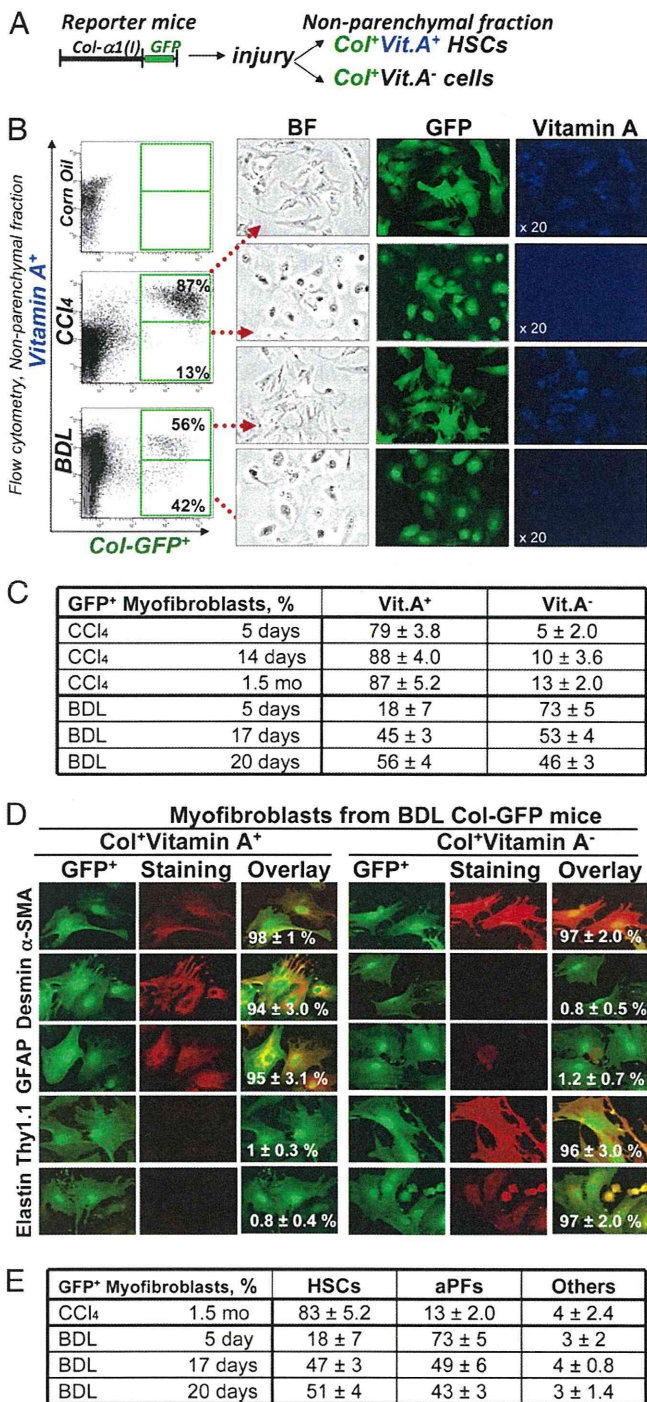 A
Reporter mice
Col-α1(I) GFP
injury
Non-parenchymal fraction
Col⁺Vit.A⁺ HSCs
Col⁺Vit.A⁻ cells
B
Flow cytometry, Non-parenchymal fraction
Vitamin A⁺
Corn Oil
CCl₄
BDL
87%
13%
56%
42%
Col-GFP⁺
BF GFP Vitamin A
x 20
x 20
x 20
C
GFP⁺ Myofibroblasts, % Vit.A⁺ Vit.A⁻
CCl₄ 5 days 79 ± 3.8 5 ± 2.0
CCl₄ 14 days 88 ± 4.0 10 ± 3.6
CCl₄ 1.5 mo 87 ± 5.2 13 ± 2.0
BDL 5 days 18 ± 7 73 ± 5
BDL 17 days 45 ± 3 53 ± 4
BDL 20 days 56 ± 4 46 ± 3
D
Myofibroblasts from BDL Col-GFP mice
Col⁺Vitamin A⁺ Col⁺Vitamin A⁻
GFP⁺ Staining Overlay GFP⁺ Staining Overlay
α-SMA 98 ± 1 % 97 ± 2.0 %
Desmin 94 ± 3.0 % 0.8 ± 0.5 %
GFAP 95 ± 3.1 % 1.2 ± 0.7 %
Thy1.1 1 ± 0.3 % 96 ± 3.0 %
Elastin 0.8 ± 0.4 % 97 ± 2.0 %
E
GFP⁺ Myofibroblasts, % HSCs aPFs Others
CCl₄ 1.5 mo 83 ± 5.2 13 ± 2.0 4 ± 2.4
BDL 5 day 18 ± 7 73 ± 5 3 ± 2
BDL 17 days 47 ± 3 49 ± 6 4 ± 0.8
BDL 20 days 51 ± 4 43 ± 3 3 ± 1.4